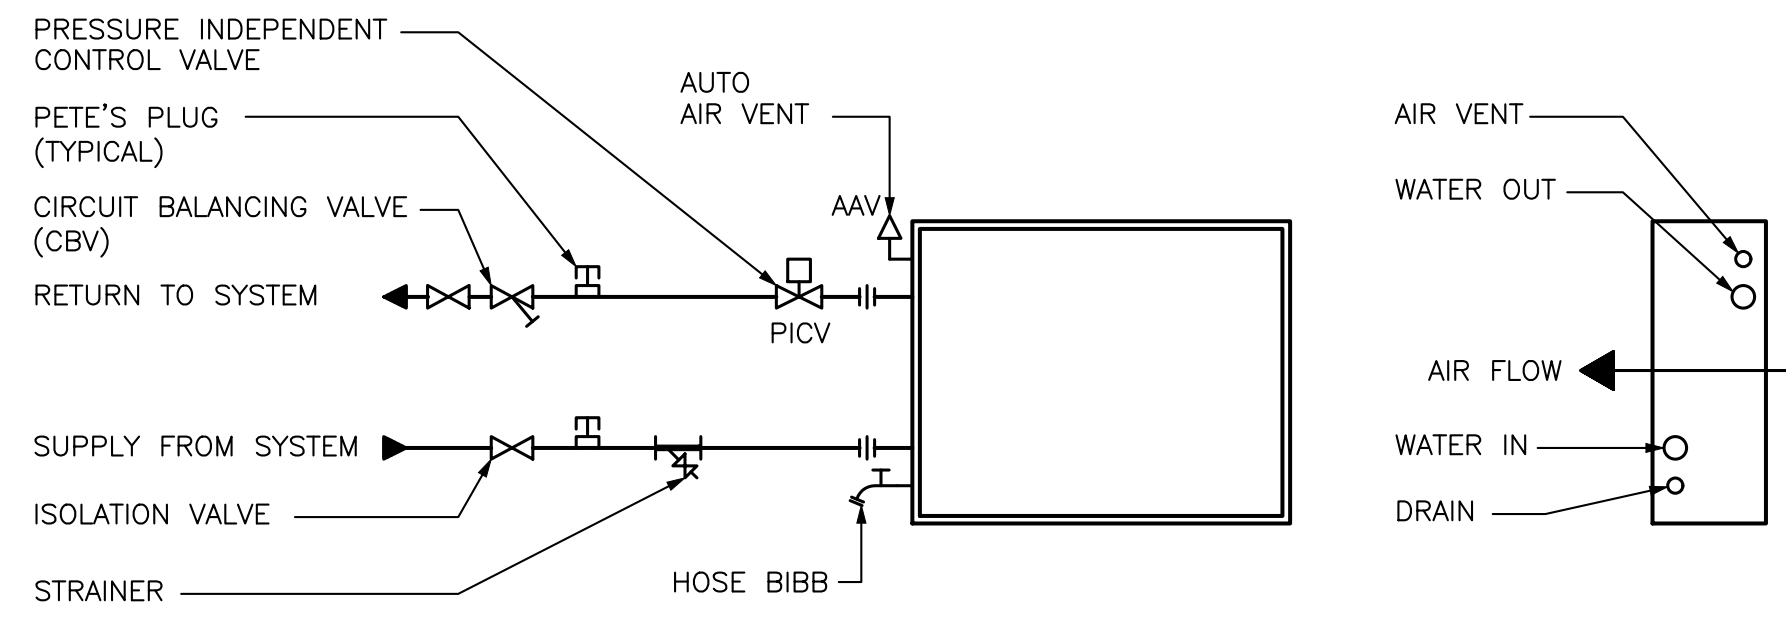 PRESSURE INDEPENDENT
CONTROL VALVE
PETE'S PLUG
(TYPICAL)
CIRCUIT BALANCING VALVE
(CBV)
RETURN TO SYSTEM
SUPPLY FROM SYSTEM
ISOLATION VALVE
STRAINER
AUTO
AIR VENT
AAV
PICV
HOSE BIBB
AIR VENT
WATER OUT
AIR FLOW
WATER IN
DRAIN